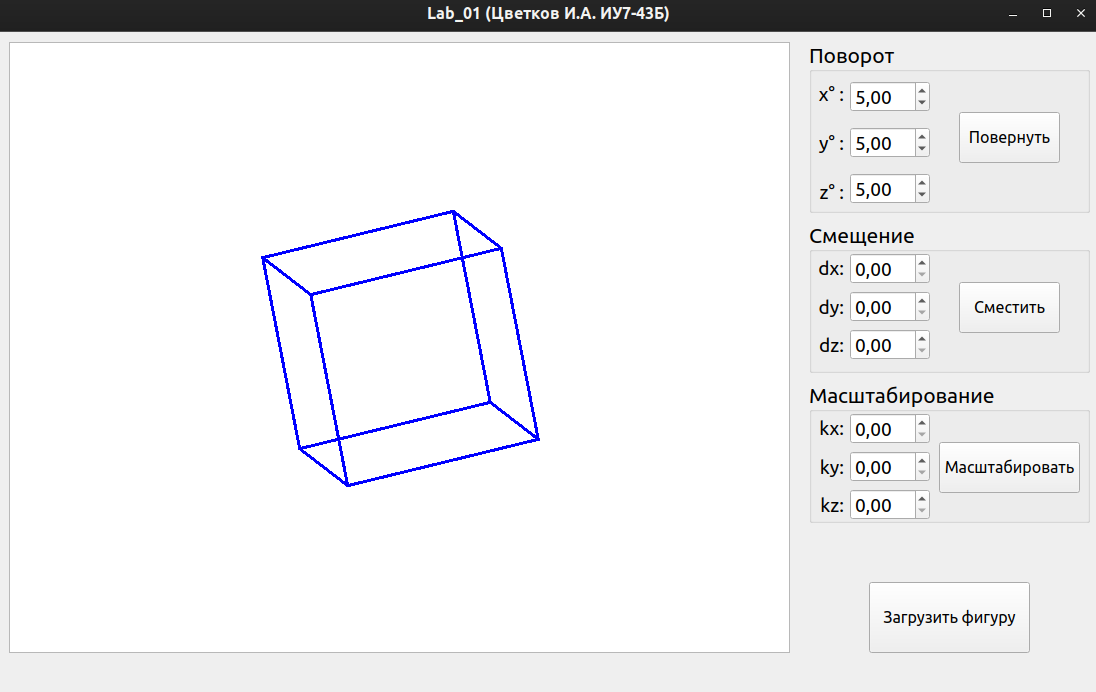 Lab_01 (Цветков И.А. ИУ7-43Б)
Поворот
x° : 5,00
y° : 5,00
z° : 5,00
Повернуть
Смещение
dx: 0,00
dy: 0,00
dz: 0,00
Сместить
Масштабирование
kx: 0,00
ky: 0,00
kz: 0,00
Масштабировать
Загрузить фигуру